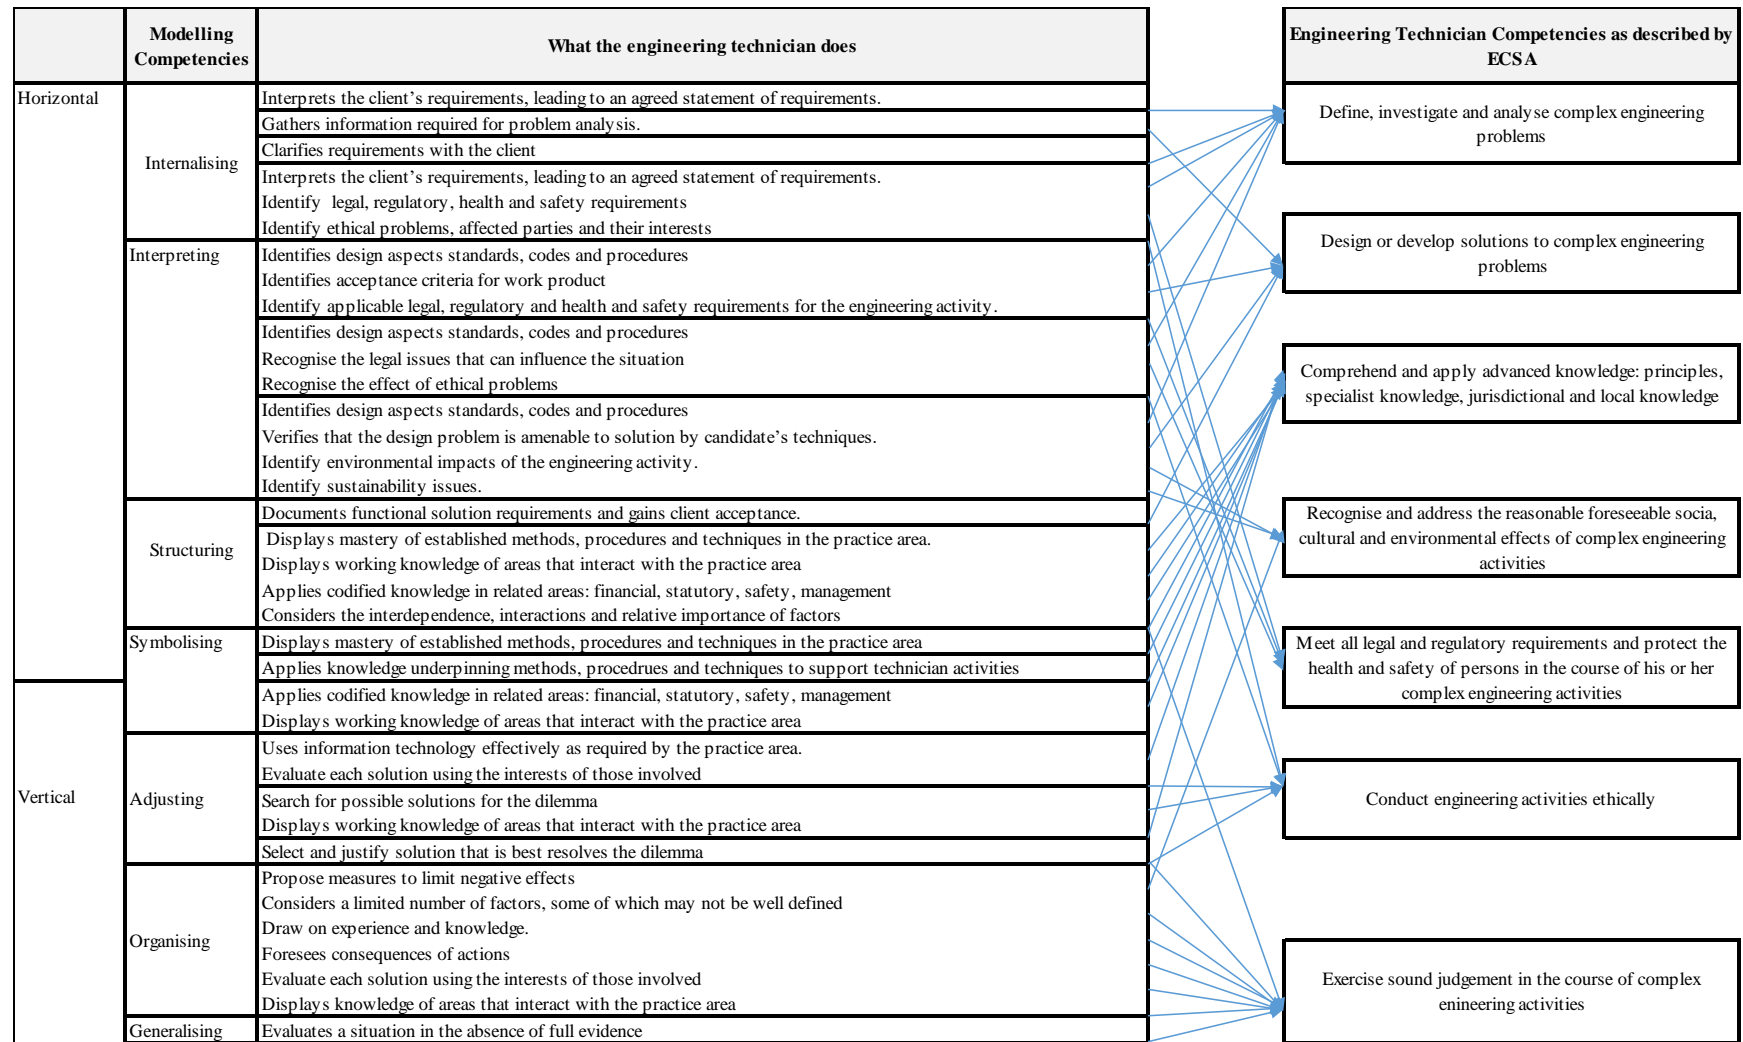 Modelling
Competencies
What the engineering technician does
Engineering Technician Competencies as described by
ECSA
Horizontal
Internalising
Interprets the client's requirements, leading to an agreed statement of requirements.
Gathers information required for problem analysis.
Clarifies requirements with the client
Interprets the client's requirements, leading to an agreed statement of requirements.
Identify legal, regulatory, health and safety requirements
Identify ethical problems, affected parties and their interests
Interpreting
Identifies design aspects standards, codes and procedures
Identifies acceptance criteria for work product
Identify applicable legal, regulatory and health and safety requirements for the engineering activity.
Identifies design aspects standards, codes and procedures
Recognise the legal issues that can influence the situation
Recognise the effect of ethical problems
Identifies design aspects standards, codes and procedures
Verifies that the design problem is amenable to solution by candidate's techniques.
Identify environmental impacts of the engineering activity.
Identify sustainability issues.
Structuring
Documents functional solution requirements and gains client acceptance.
Displays mastery of established methods, procedures and techniques in the practice area.
Displays working knowledge of areas that interact with the practice area
Applies codified knowledge in related areas: financial, statutory, safety, management
Considers the interdependence, interactions and relative importance of factors
Symbolising
Displays mastery of established methods, procedures and techniques in the practice area
Applies knowledge underpinning methods, procedrues and techniques to support technician activities
Vertical
Applies codified knowledge in related areas: financial, statutory, safety, management
Displays working knowledge of areas that interact with the practice area
Adjusting
Uses information technology effectively as required by the practice area.
Evaluate each solution using the interests of those involved
Search for possible solutions for the dilemma
Displays working knowledge of areas that interact with the practice area
Select and justify solution that is best resolves the dilemma
Organising
Propose measures to limit negative effects
Considers a limited number of factors, some of which may not be well defined
Draw on experience and knowledge.
Foresees consequences of actions
Evaluate each solution using the interests of those involved
Displays knowledge of areas that interact with the practice area
Generalising
Evaluates a situation in the absence of full evidence
Define, investigate and analyse complex engineering
problems
Design or develop solutions to complex engineering
problems
Comprehend and apply advanced knowledge: principles,
specialist knowledge, jurisdictional and local knowledge
Recognise and address the reasonable foreseeable socia,
cultural and environmental effects of complex engineering
activities
Meet all legal and regulatory requirements and protect the
health and safety of persons in the course of his or her
complex engineering activities
Conduct engineering activities ethically
Exercise sound judgement in the course of complex
enineering activities